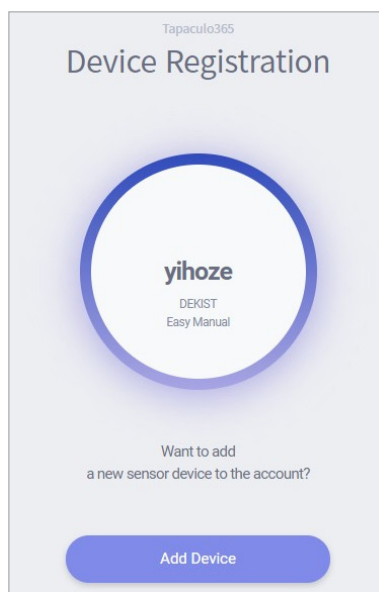 Tapaculo365
Device Registration
yihoze
DEKIST
Easy Manual
Want to add
a new sensor device to the account?
Add Device